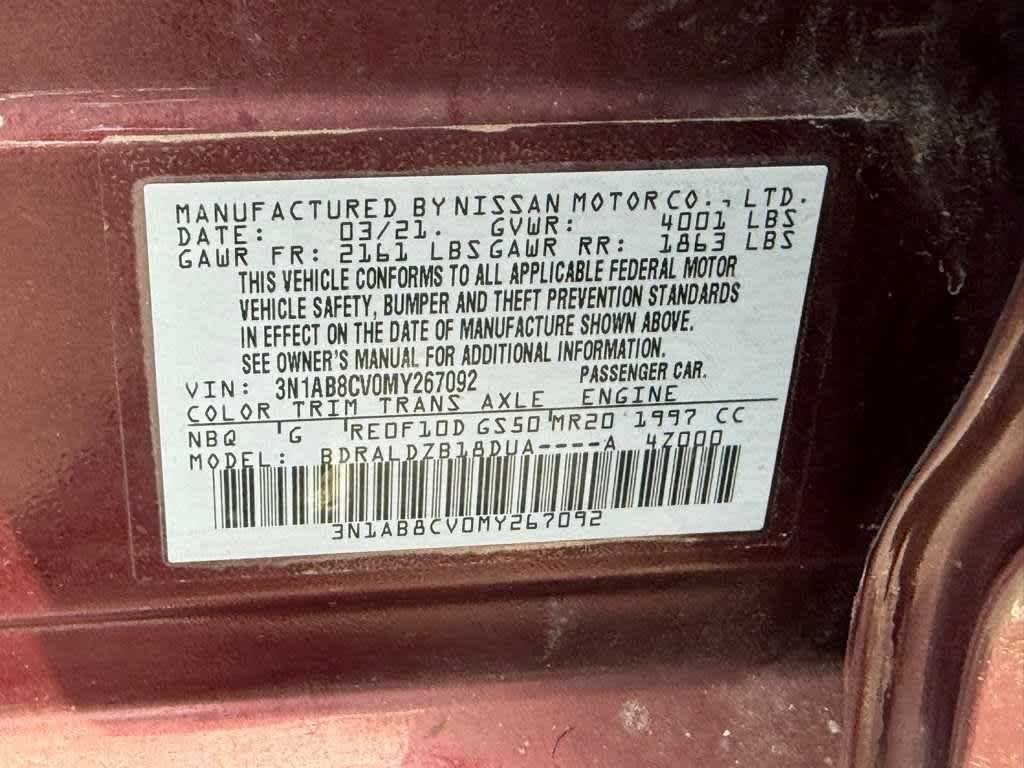 MANUFACTURED BY NISSAN MOTOR CO., LTD.
DATE: 03/21. GVWR: 4001 LBS
GAWR FR: 2161 LBS GAWR RR: 1863 LBS
THIS VEHICLE CONFORMS TO ALL APPLICABLE FEDERAL MOTOR
VEHICLE SAFETY, BUMPER AND THEFT PREVENTION STANDARDS
IN EFFECT ON THE DATE OF MANUFACTURE SHOWN ABOVE.
SEE OWNER'S MANUAL FOR ADDITIONAL INFORMATION.
VIN: 3N1AB8CV0MY267092 PASSENGER CAR.
COLOR TRIM TRANS AXLE ENGINE
NBQ G RE0F10D GS50 MR20 1997 CC
MODEL: BDRALDZB18DUA----A 4Z000
3N1AB8CV0MY267092